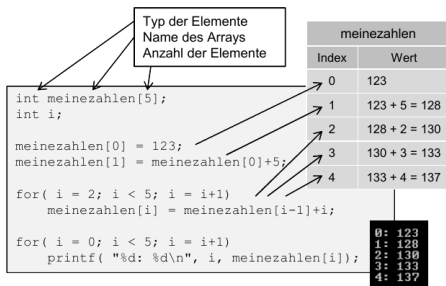 Typ der Elemente
Name des Arrays
Anzahl der Elemente
int meinezahlen[5];
int i;
meinezahlen[0] = 123;
meinezahlen[1] = meinezahlen[0]+5;
for( i = 2; i < 5; i = i+1)
meinezahlen[i] = meinezahlen[i-1]+i;
for( i = 0; i < 5; i = i+1)
printf( "%d: %d\n", i, meinezahlen[i]);
meinezahlen
Index Wert
0 123
1 123 + 5 = 128
2 128 + 2 = 130
3 130 + 3 = 133
4 133 + 4 = 137
0: 123
1: 128
2: 130
3: 133
4: 137